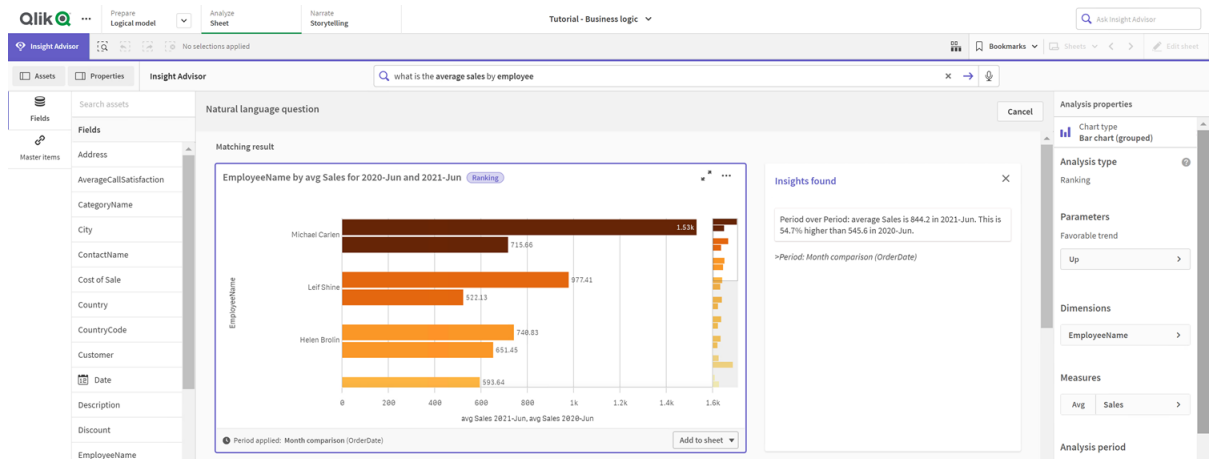 Qlik
Prepare
Logical model
Analyze
Sheet
Narrate
Storytelling
Tutorial - Business logic
Ask Insight Advisor
Insight Advisor
No selections applied
Bookmarks
Sheets
Edit sheet
Assets
Properties
Insight Advisor
what is the average sales by employee
Fields
Master items
Search assets
Fields
Address
AverageCallSatisfaction
CategoryName
City
ContactName
Cost of Sale
Country
CountryCode
Customer
Date
Description
Discount
EmployeeName
Natural language question
Cancel
Matching result
EmployeeName by avg Sales for 2020-Jun and 2021-Jun
Ranking
EmployeeName
Michael Carlen
1.53k
715.66
Leif Shine
977.41
522.13
Helen Brolin
740.83
651.45
593.64
0 200 400 600 800 1k 1.2k 1.4k 1.6k
avg Sales 2021-Jun, avg Sales 2020-Jun
Period applied: Month comparison (OrderDate)
Add to sheet
Insights found
Period over Period: average Sales is 844.2 in 2021-Jun. This is
54.7% higher than 545.6 in 2020-Jun.
>Period: Month comparison (OrderDate)
Analysis properties
Chart type
Bar chart (grouped)
Analysis type
Ranking
Parameters
Favorable trend
Up
Dimensions
EmployeeName
Measures
Avg Sales
Analysis period